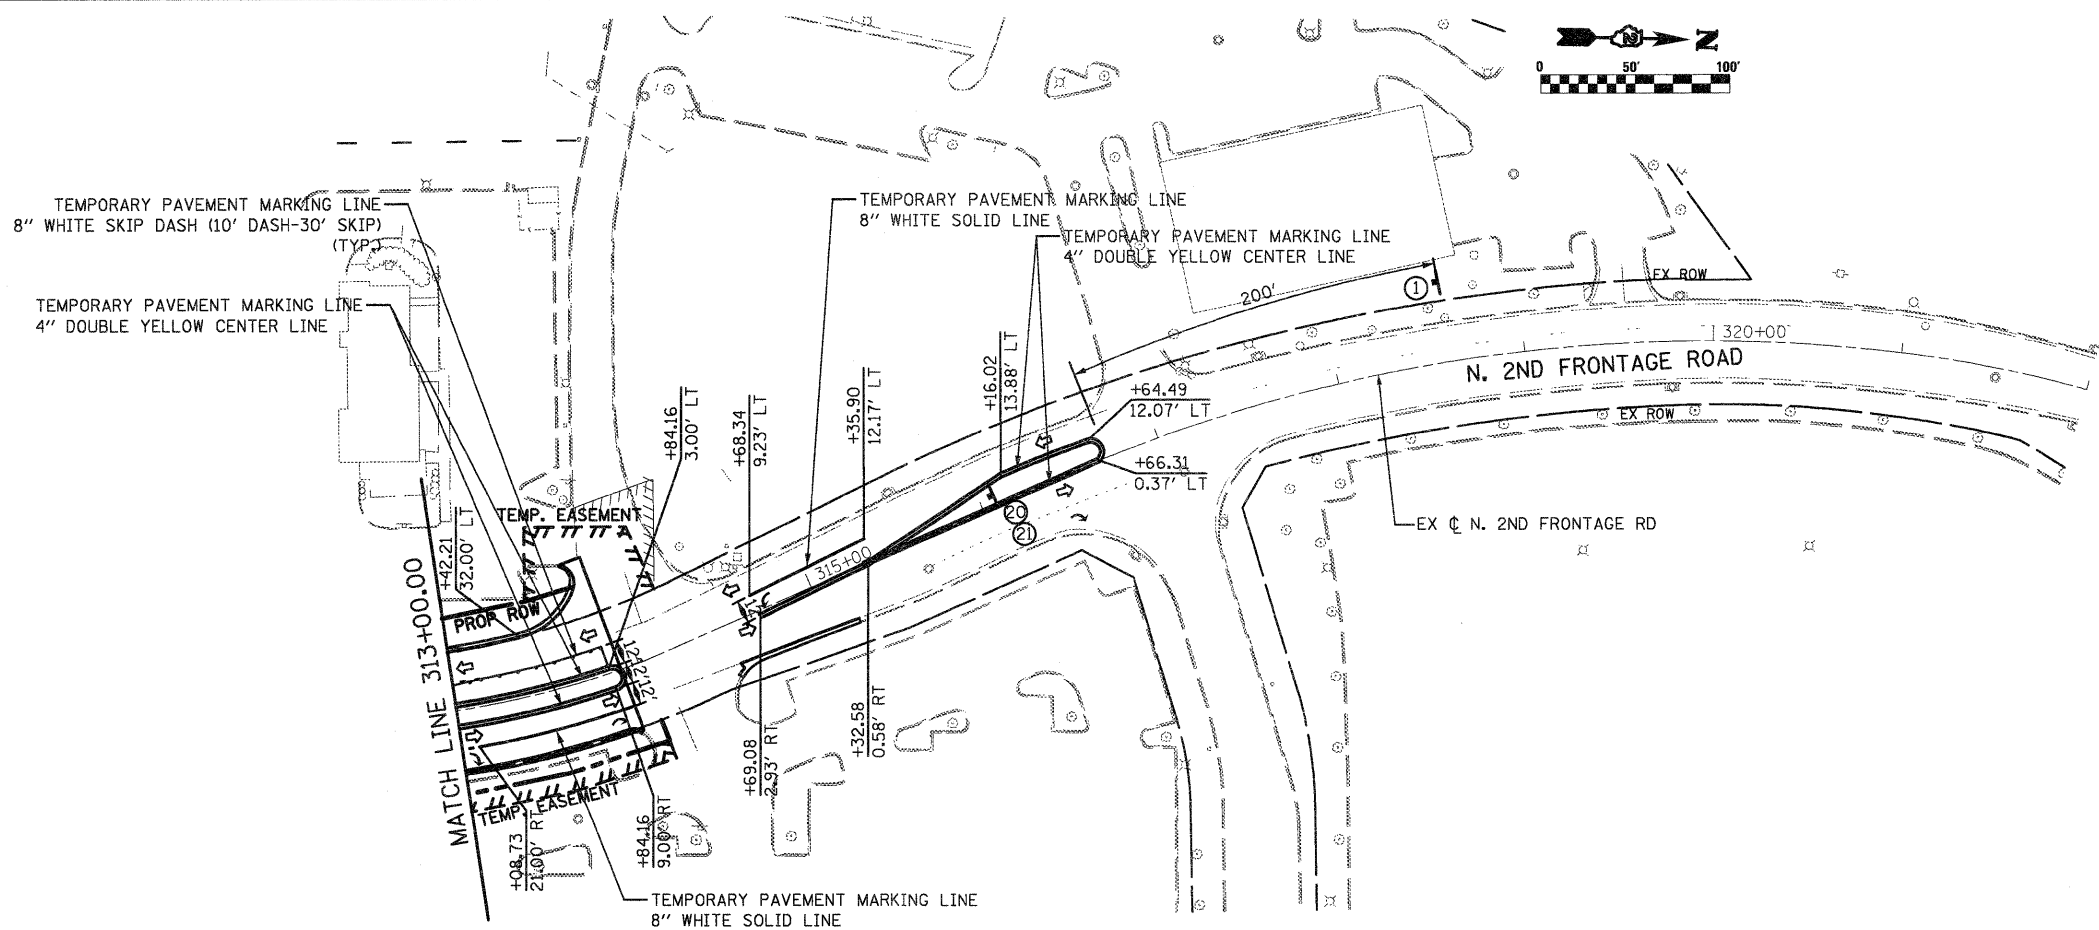 N
0 50' 100'
TEMPORARY PAVEMENT MARKING LINE
8" WHITE SKIP DASH (10' DASH-30' SKIP)
(TYP.)
TEMPORARY PAVEMENT MARKING LINE
4" DOUBLE YELLOW CENTER LINE
TEMPORARY PAVEMENT MARKING LINE
8" WHITE SOLID LINE
TEMPORARY PAVEMENT MARKING LINE
4" DOUBLE YELLOW CENTER LINE
200'
1
EX ROW
320+00
N. 2ND FRONTAGE ROAD
EX ROW
+16.02
13.88' LT
+64.49
12.07' LT
+66.31
0.37' LT
+35.90
12.17' LT
+68.34
9.23' LT
+84.16
3.00' LT
20
21
EX ℄ N. 2ND FRONTAGE RD
TEMP. EASEMENT
+42.21
32.00' LT
PROP ROW
315+00
14'
12'
12'
12'
MATCH LINE 313+00.00
+32.58
0.58' RT
+69.08
2.93' RT
TEMP. EASEMENT
+08.73
21.00' RT
+84.16
9.00' RT
TEMPORARY PAVEMENT MARKING LINE
8" WHITE SOLID LINE